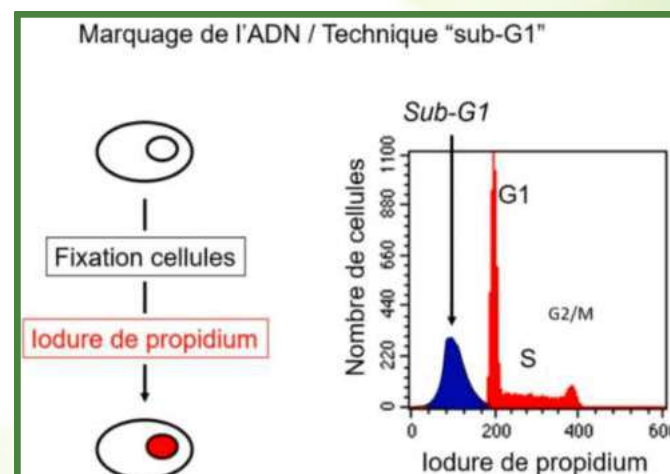 Marquage de l’ADN / Technique “sub-G1”
Fixation cellules
Iodure de propidium
Sub-G1
Nombre de cellules
1100
880
660
440
220
0
G1
S
G2/M
0 200 400 600
Iodure de propidium